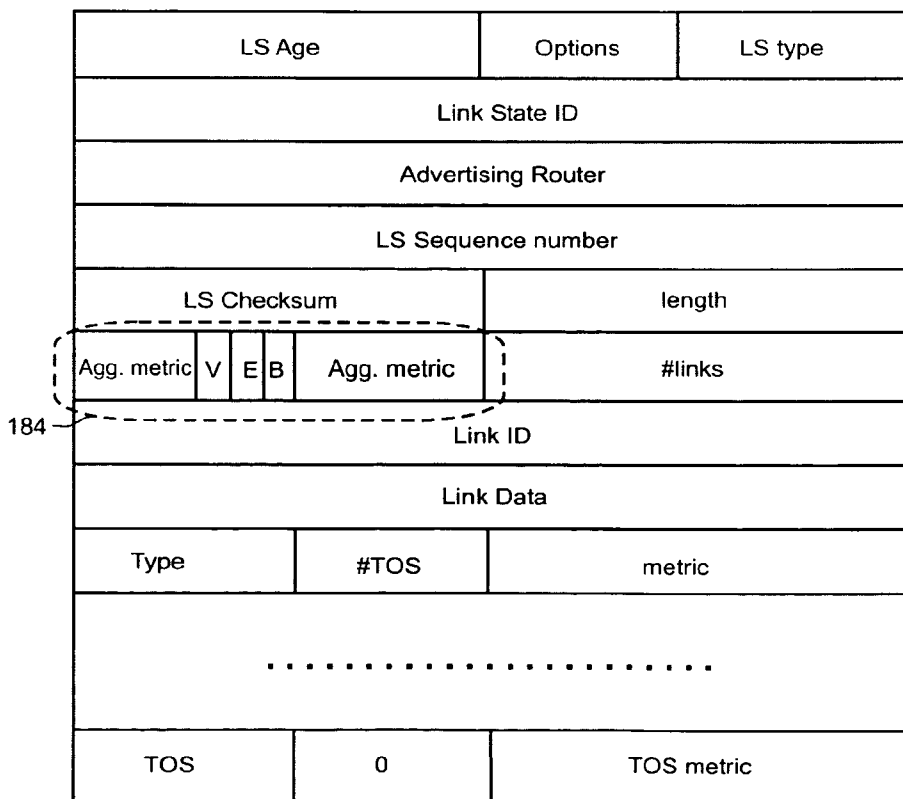 LS Age Options LS type
Link State ID
Advertising Router
LS Sequence number
LS Checksum length
Agg. metric V E B Agg. metric #links
184
Link ID
Link Data
Type #TOS metric
TOS 0 TOS metric